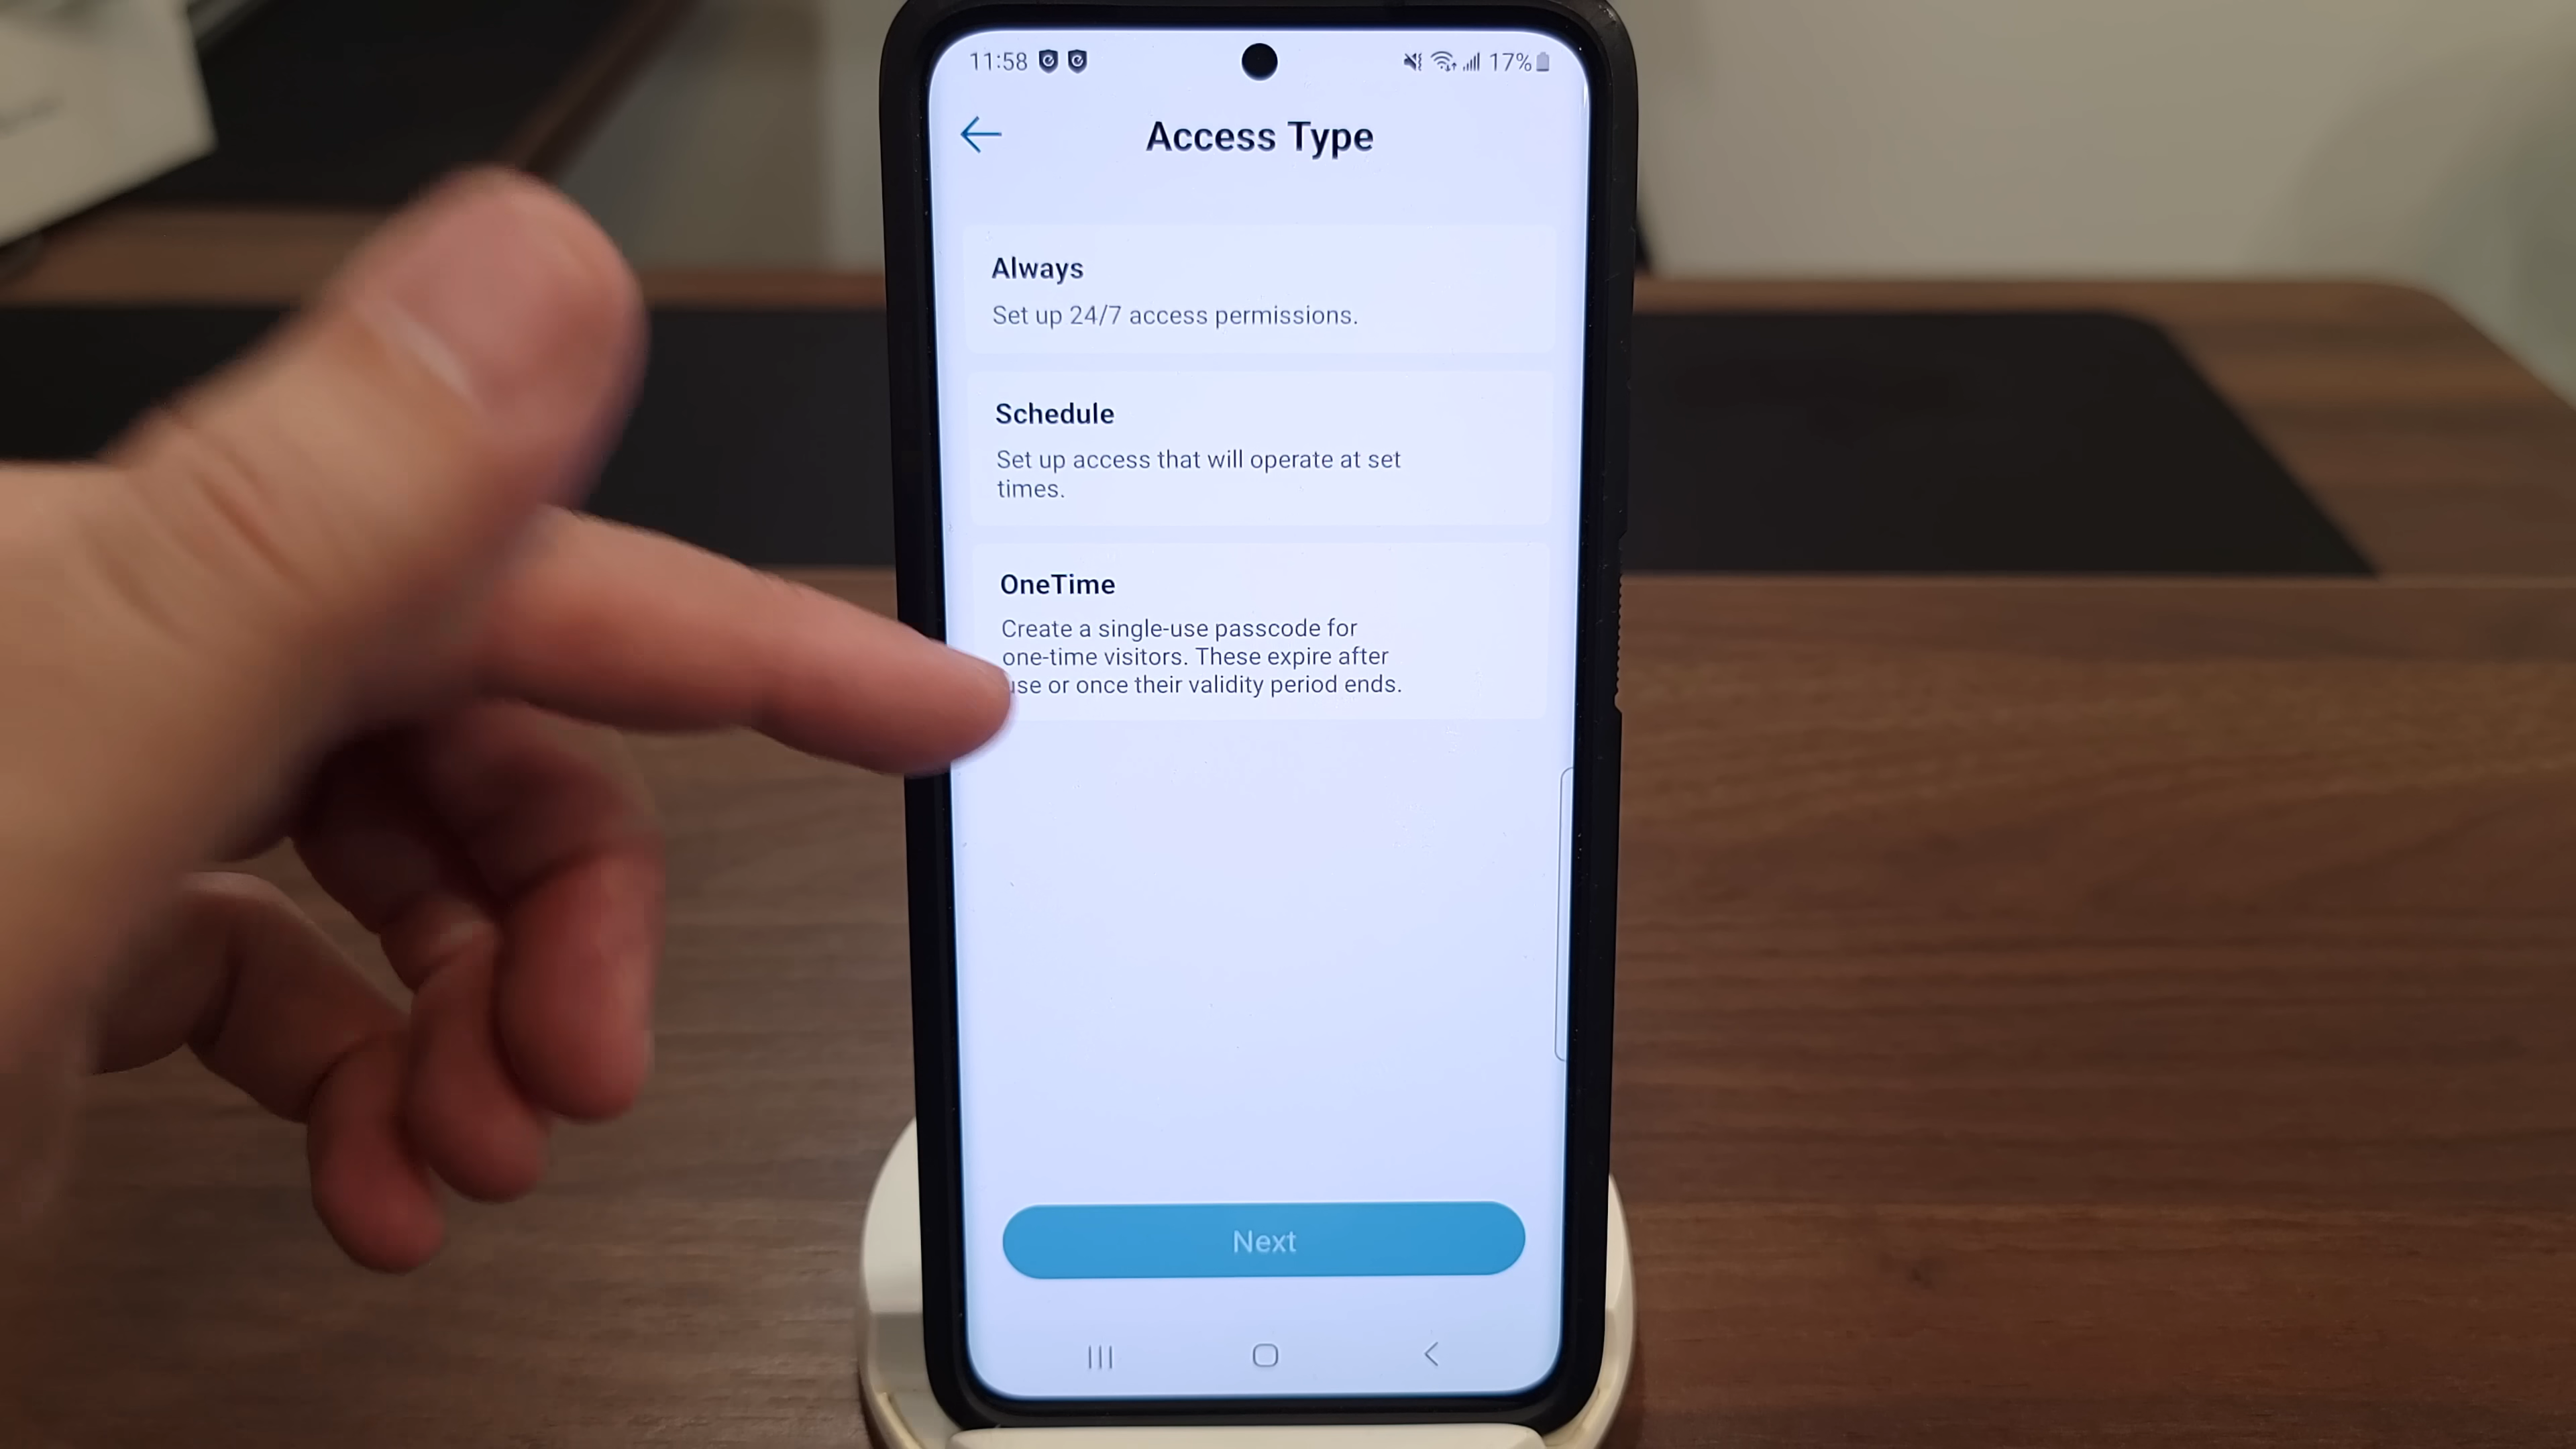 11:58
17%
Access Type
Always
Set up 24/7 access permissions.
Schedule
Set up access that will operate at set
times.
OneTime
Create a single-use passcode for
one-time visitors. These expire after
use or once their validity period ends.
Next